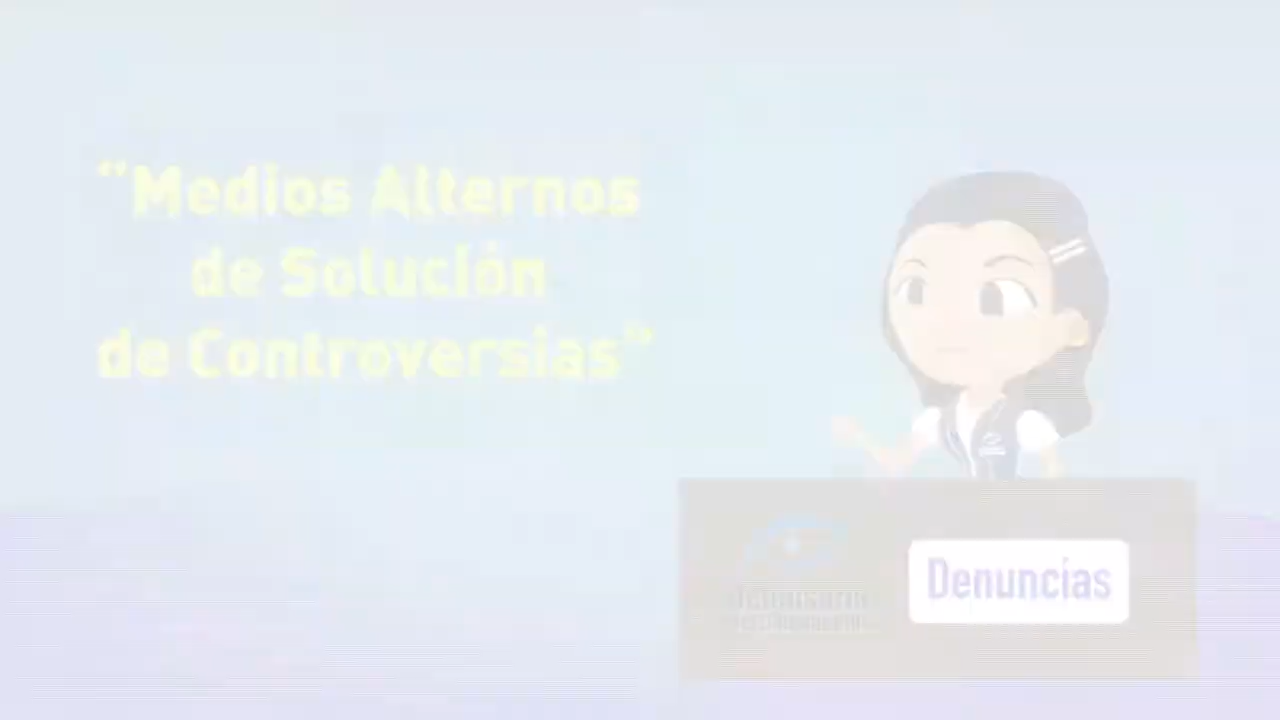 “Medios Alternos
de Solución
de Controversias”
Denuncias